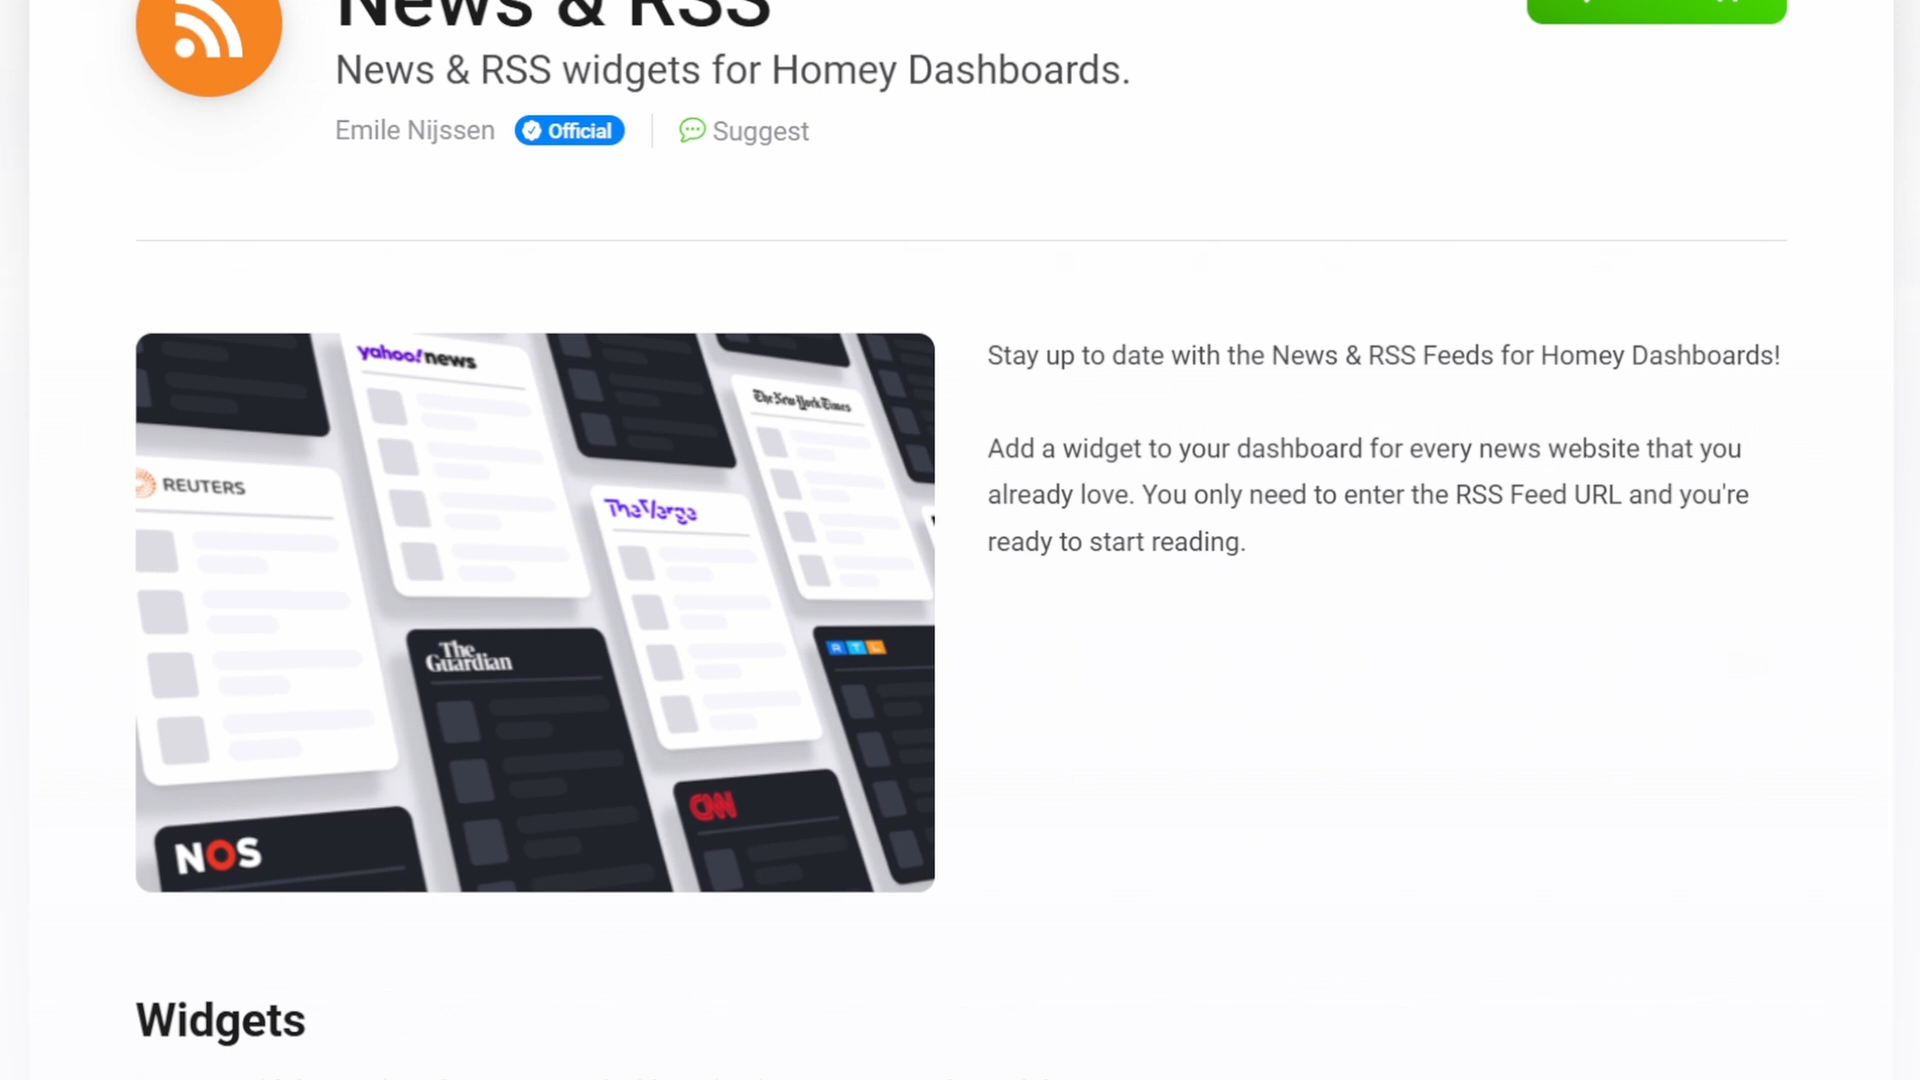 News & RSS
News & RSS widgets for Homey Dashboards.
Emile Nijssen Official Suggest
Stay up to date with the News & RSS Feeds for Homey Dashboards!
Add a widget to your dashboard for every news website that you
already love. You only need to enter the RSS Feed URL and you're
ready to start reading.
yahoo!news
The New York Times
REUTERS
TheVerge
The
Guardian
RTL
CNN
NOS
Widgets